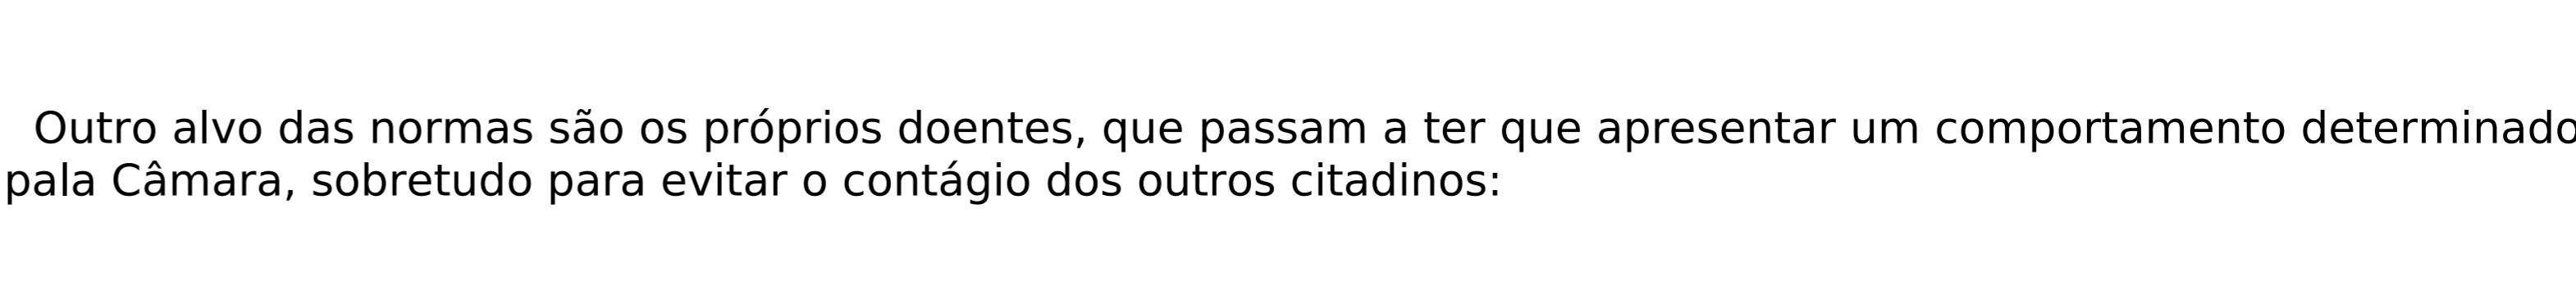 Outro alvo das normas são os próprios doentes, que passam a ter que apresentar um comportamento determinado
pala Câmara, sobretudo para evitar o contágio dos outros citadinos: